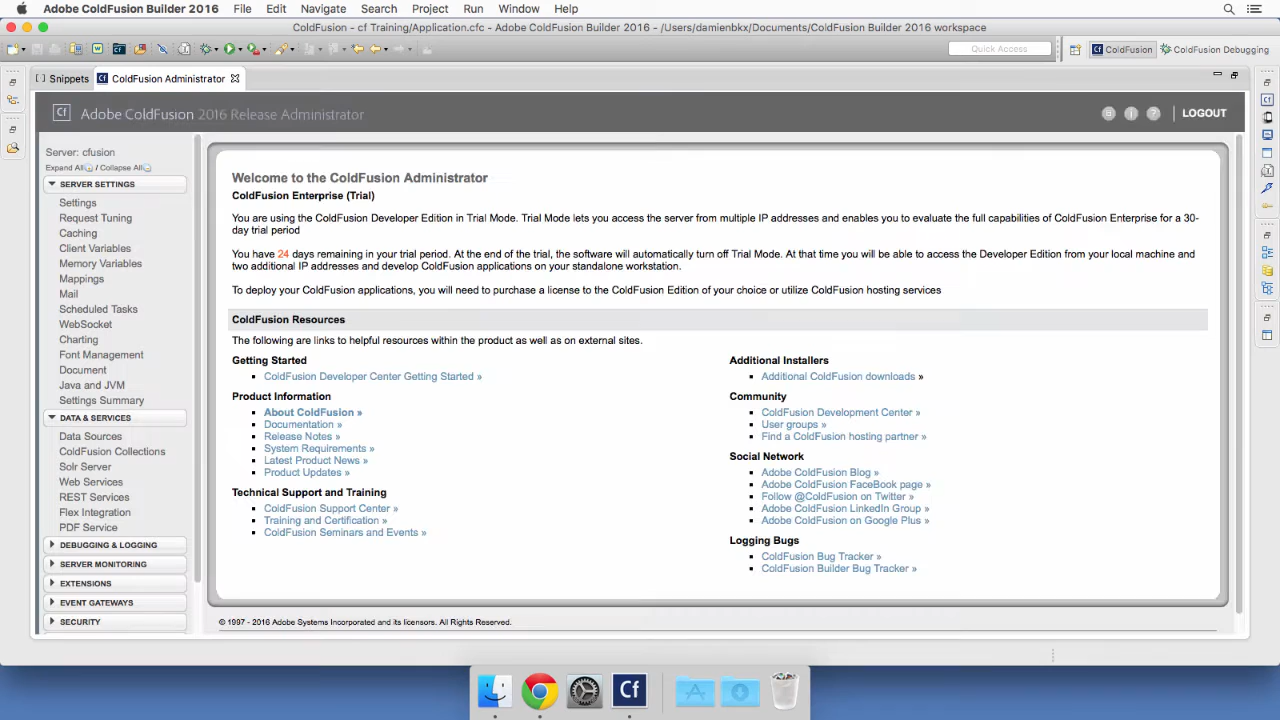 Adobe ColdFusion Builder 2016 File Edit Navigate Search Project Run Window Help
ColdFusion - cf Training/Application.cfc - Adobe ColdFusion Builder 2016 - /Users/damienbkx/Documents/ColdFusion Builder 2016 workspace
Quick Access
ColdFusion
ColdFusion Debugging
Snippets
ColdFusion Administrator
Adobe ColdFusion 2016 Release Administrator
LOGOUT
Server: cfusion
Expand All / Collapse All
SERVER SETTINGS
Settings
Request Tuning
Caching
Client Variables
Memory Variables
Mappings
Mail
Scheduled Tasks
WebSocket
Charting
Font Management
Document
Java and JVM
Settings Summary
DATA & SERVICES
Data Sources
ColdFusion Collections
Solr Server
Web Services
REST Services
Flex Integration
PDF Service
DEBUGGING & LOGGING
SERVER MONITORING
EXTENSIONS
EVENT GATEWAYS
SECURITY
Welcome to the ColdFusion Administrator
ColdFusion Enterprise (Trial)
You are using the ColdFusion Developer Edition in Trial Mode. Trial Mode lets you access the server from multiple IP addresses and enables you to evaluate the full capabilities of ColdFusion Enterprise for a 30-
day trial period
You have 24 days remaining in your trial period. At the end of the trial, the software will automatically turn off Trial Mode. At that time you will be able to access the Developer Edition from your local machine and
two additional IP addresses and develop ColdFusion applications on your standalone workstation.
To deploy your ColdFusion applications, you will need to purchase a license to the ColdFusion Edition of your choice or utilize ColdFusion hosting services
ColdFusion Resources
The following are links to helpful resources within the product as well as on external sites.
Getting Started
ColdFusion Developer Center Getting Started »
Product Information
About ColdFusion »
Documentation »
Release Notes »
System Requirements »
Latest Product News »
Product Updates »
Technical Support and Training
ColdFusion Support Center »
Training and Certification »
ColdFusion Seminars and Events »
Additional Installers
Additional ColdFusion downloads »
Community
ColdFusion Development Center »
User groups »
Find a ColdFusion hosting partner »
Social Network
Adobe ColdFusion Blog »
Adobe ColdFusion FaceBook page »
Follow @ColdFusion on Twitter »
Adobe ColdFusion LinkedIn Group »
Adobe ColdFusion on Google Plus »
Logging Bugs
ColdFusion Bug Tracker »
ColdFusion Builder Bug Tracker »
© 1997 - 2016 Adobe Systems Incorporated and its licensors. All Rights Reserved.
Cf